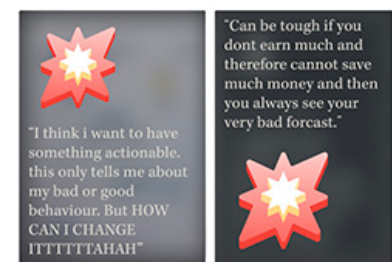 "I think i want to have
something actionable.
this only tells me about
my bad or good
behaviour. But HOW
CAN I CHANGE
ITTTTTTAHAH"
"Can be tough if you
dont earn much and
therefore cannot save
much money and then
you always see your
very bad forcast."